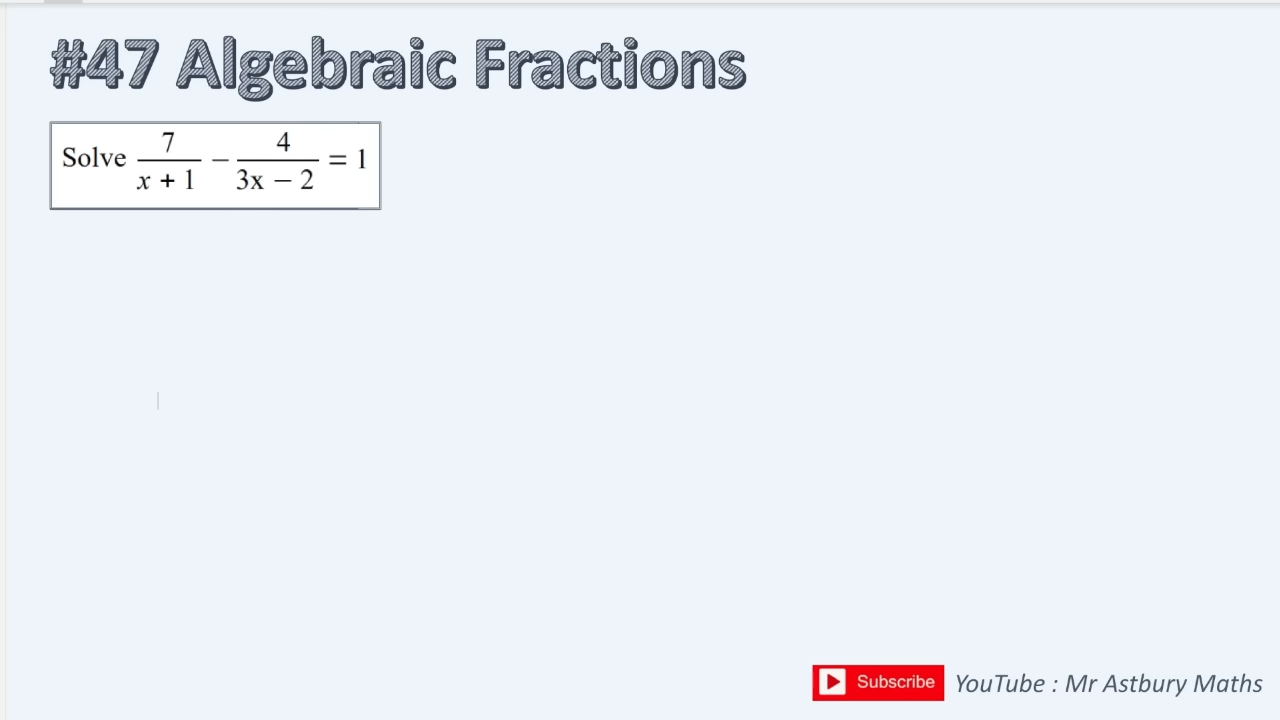 #47 Algebraic Fractions
Solve 7/(x + 1) − 4/(3x − 2) = 1
Subscribe YouTube : Mr Astbury Maths